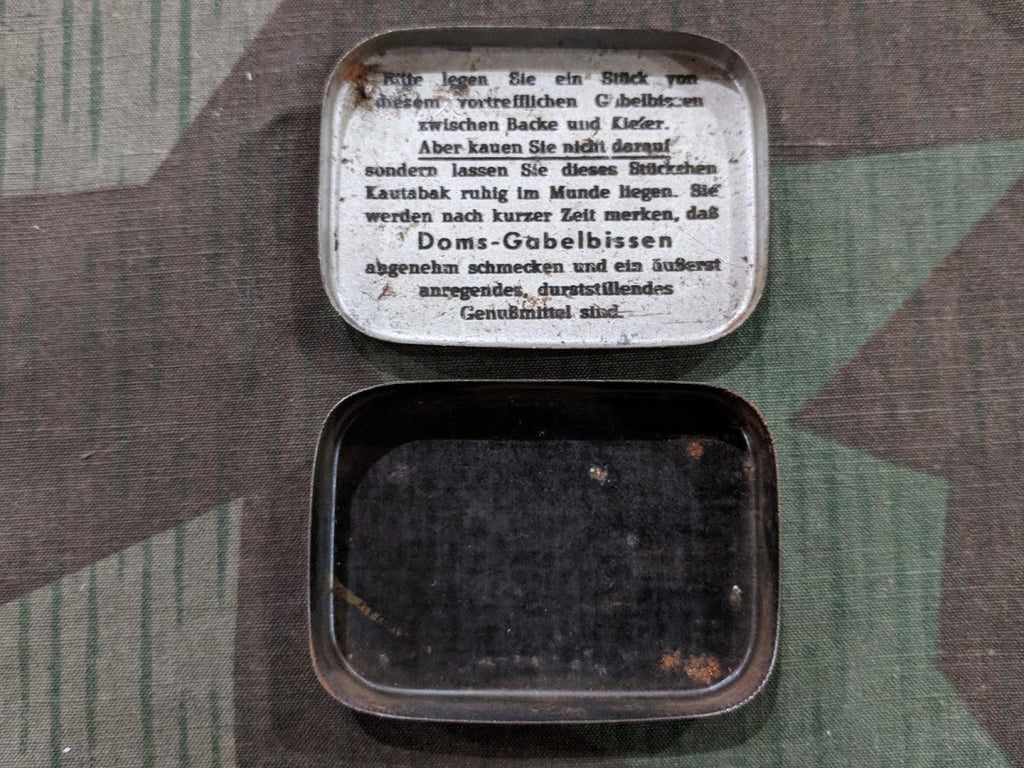 Bitte legen Sie ein Stück von
diesem vortrefflichen Gabelbissen
zwischen Backe und Kiefer.
Aber kauen Sie nicht darauf
sondern lassen Sie dieses Stückchen
Kautabak ruhig im Munde liegen. Sie
werden nach kurzer Zeit merken, daß
Doms-Gabelbissen
angenehm schmecken und ein äußerst
anregendes, durststillendes
Genußmittel sind.